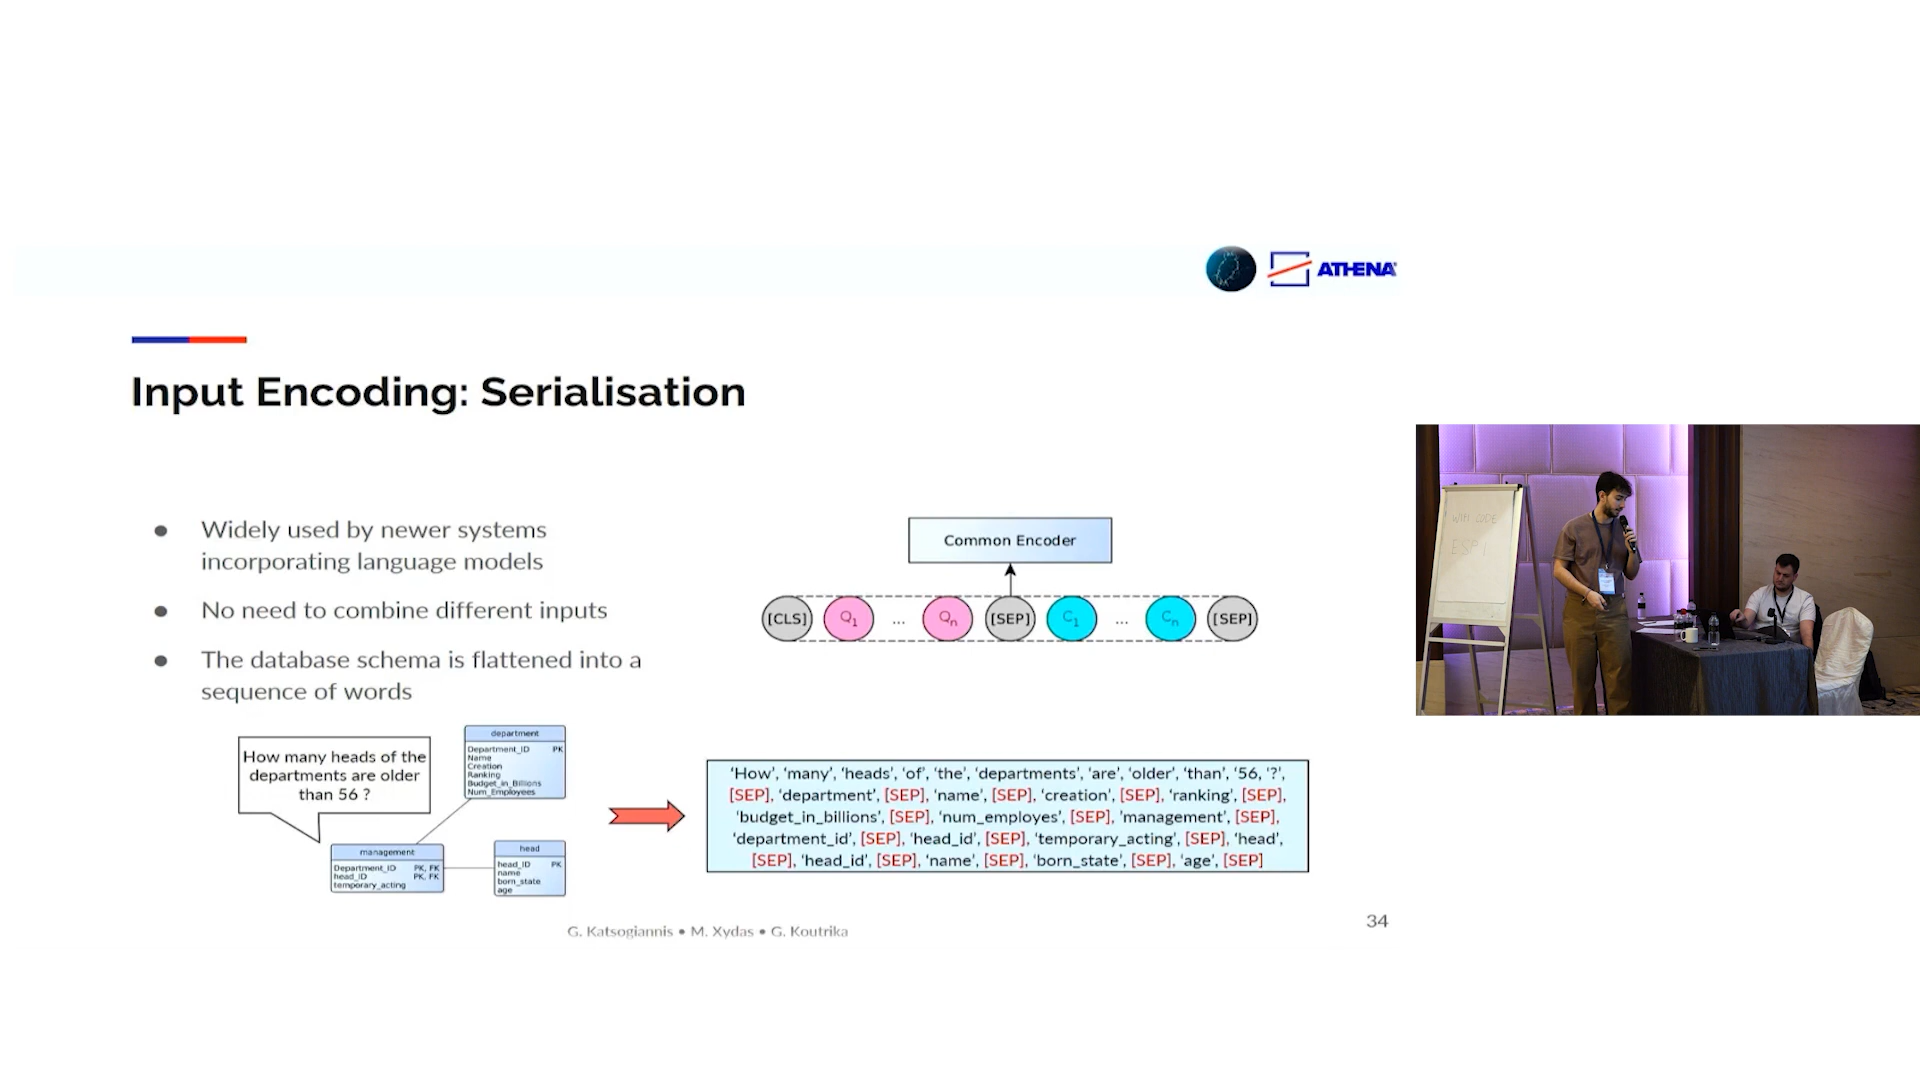 ATHENA
Input Encoding: Serialisation
● Widely used by newer systems
incorporating language models
● No need to combine different inputs
● The database schema is flattened into a
sequence of words
Common Encoder
[CLS] Q1 ... Qn [SEP] C1 ... Cn [SEP]
How many heads of the
departments are older
than 56 ?
department
Department_ID PK
Name
Creation
Ranking
Budget_in_Billions
Num_Employees
management
Department_ID PK, FK
head_ID PK, FK
temporary_acting
head
head_ID PK
name
born_state
age
‘How’, ‘many’, ‘heads’, ‘of’, ‘the’, ‘departments’, ‘are’, ‘older’, ‘than’, ‘56, ‘?’,
[SEP], ‘department’, [SEP], ‘name’, [SEP], ‘creation’, [SEP], ‘ranking’, [SEP],
‘budget_in_billions’, [SEP], ‘num_employes’, [SEP], ‘management’, [SEP],
‘department_id’, [SEP], ‘head_id’, [SEP], ‘temporary_acting’, [SEP], ‘head’,
[SEP], ‘head_id’, [SEP], ‘name’, [SEP], ‘born_state’, [SEP], ‘age’, [SEP]
G. Katsogiannis • M. Xydas • G. Koutrika
34
WIFI CODE